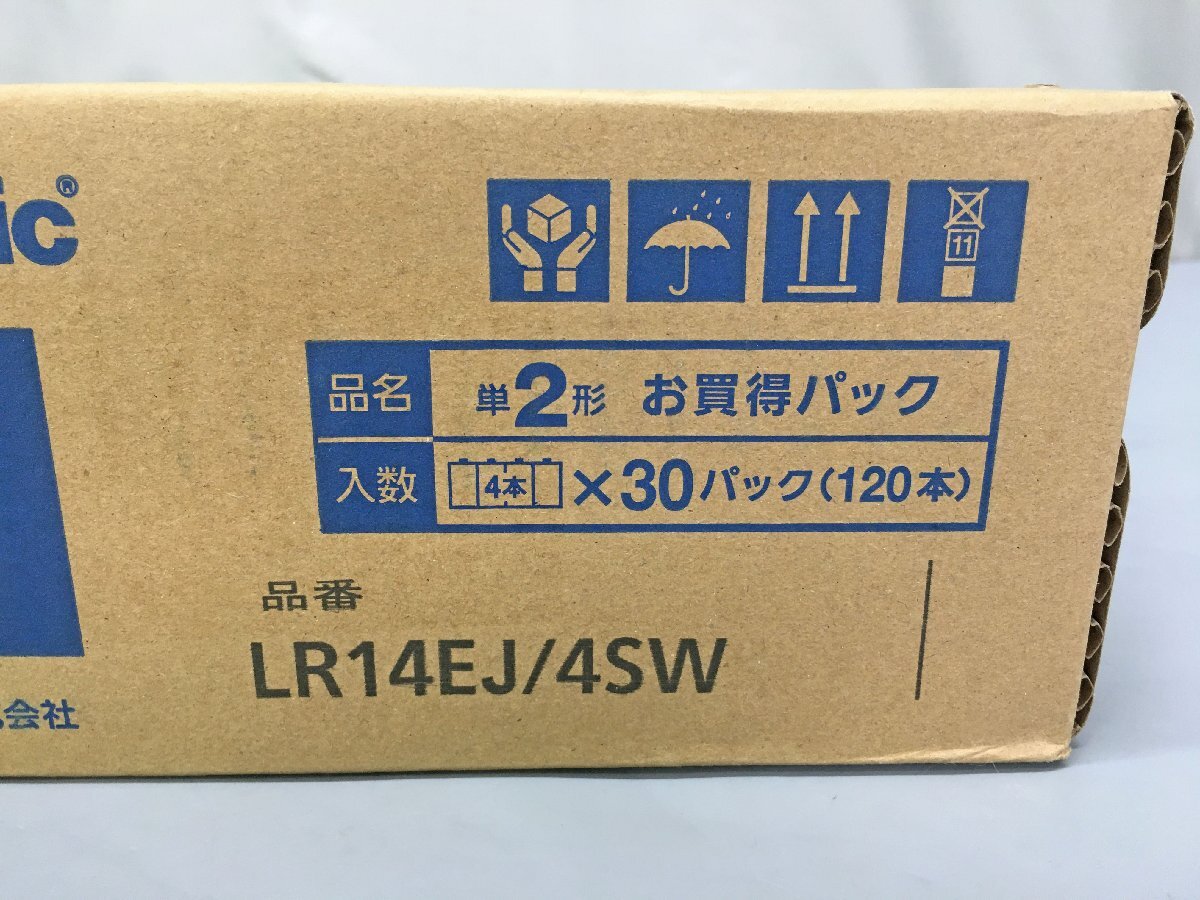 ic®
11
品名 単2形 お買得パック
入数 4本×30パック(120本)
品番
LR14EJ/4SW
会社